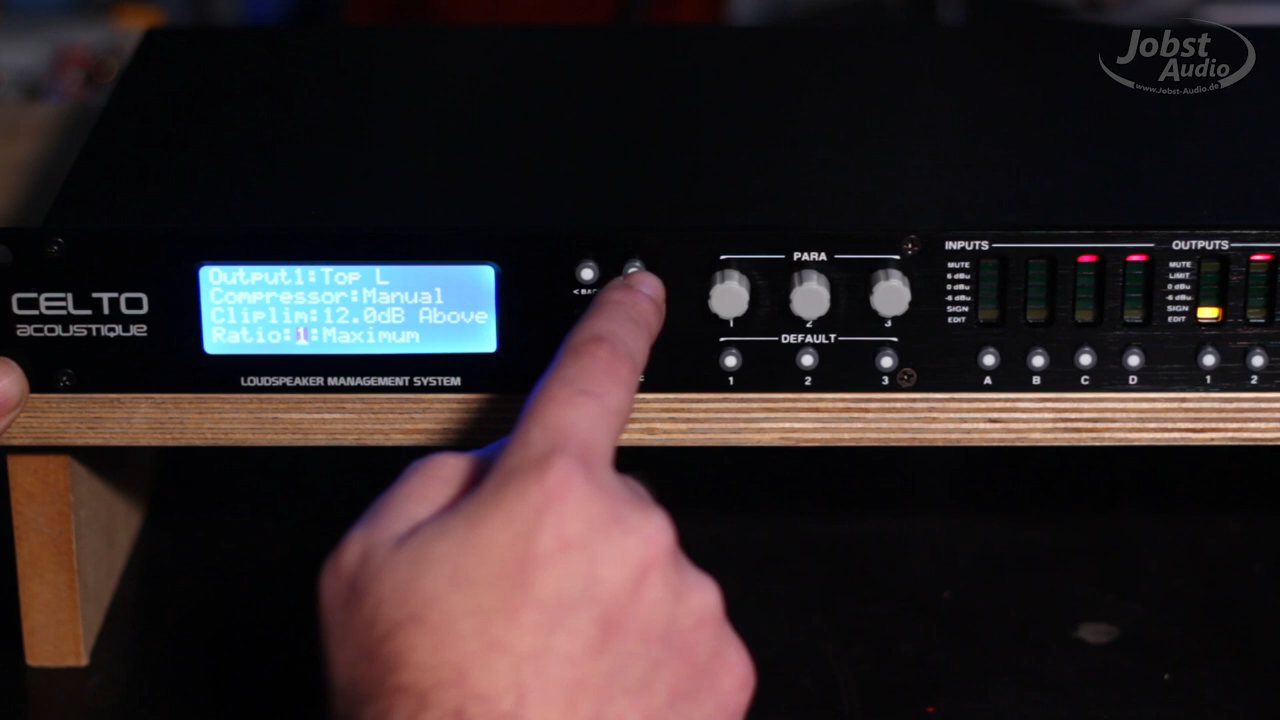 Jobst
Audio
www.Jobst-Audio.de
CELTO
acoustique
Output1:Top L
Compressor:Manual
Cliplim:12.0dB Above
Ratio:1:Maximum
LOUDSPEAKER MANAGEMENT SYSTEM
PARA
1 2 3
DEFAULT
1 2 3
INPUTS
MUTE
6 dBu
0 dBu
-6 dBu
SIGN
EDIT
A B C D
OUTPUTS
MUTE
LIMIT
0 dBu
-6 dBu
SIGN
EDIT
1 2